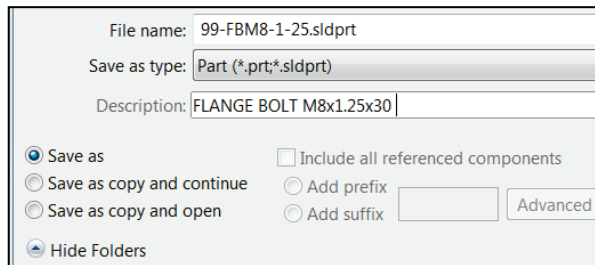 File name: 99-FBM8-1-25.sldprt
Save as type: Part (*.prt;*.sldprt)
Description: FLANGE BOLT M8x1.25x30
Save as
Include all referenced components
Save as copy and continue
Add prefix
Save as copy and open
Add suffix
Advanced
Hide Folders